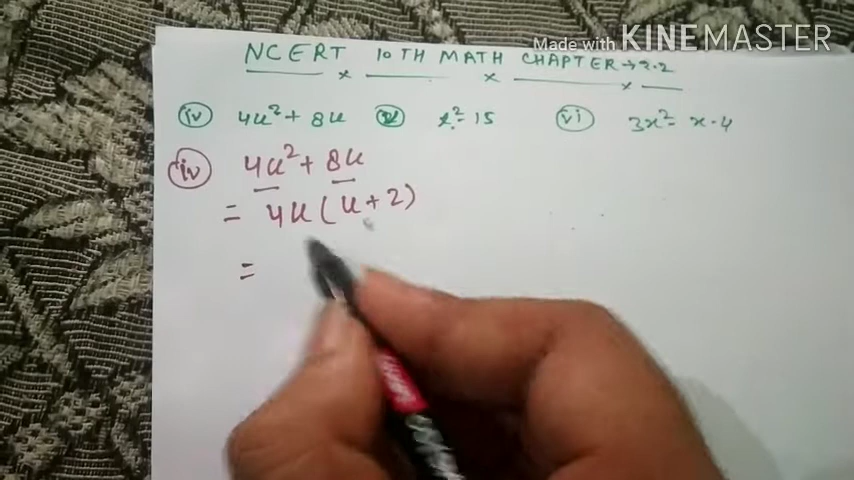 Made with KINEMASTER
NCERT 10TH MATH CHAPTER → 2.2
(iv) 4u² + 8u (v) t² - 15 (vi) 3x² = x - 4
(iv) 4u² + 8u
= 4u (u + 2)
=